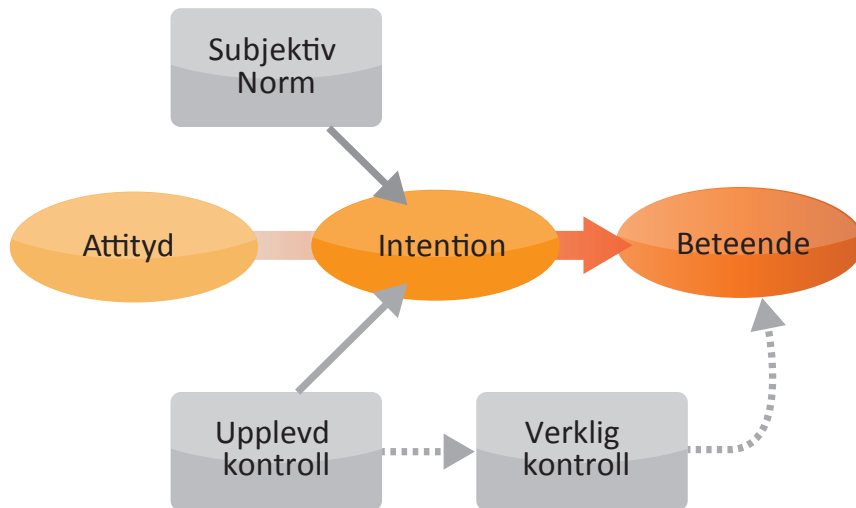 Subjektiv
Norm
Attityd
Intention
Beteende
Upplevd
kontroll
Verklig
kontroll